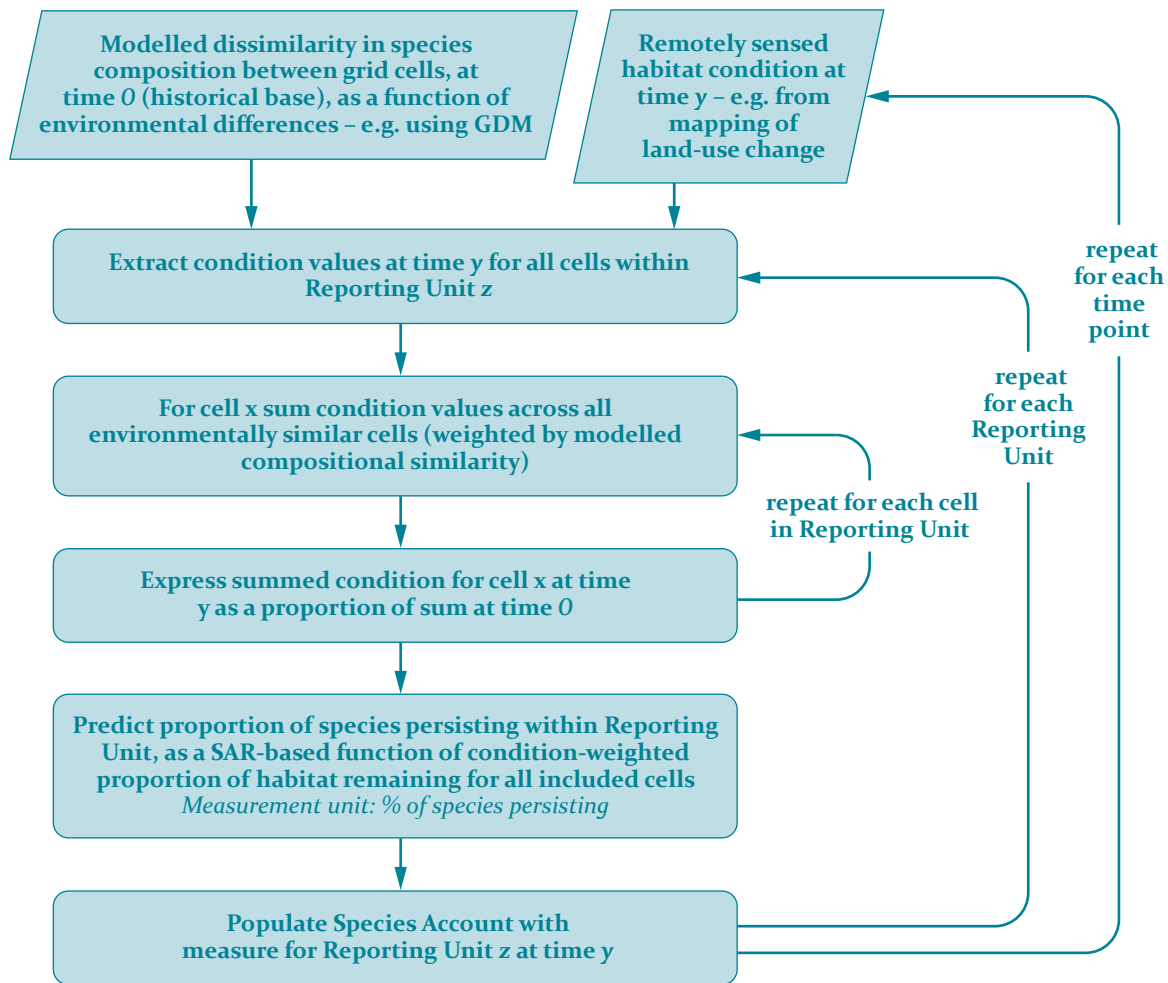 Modelled dissimilarity in species
composition between grid cells, at
time 0 (historical base), as a function of
environmental differences – e.g. using GDM
Remotely sensed
habitat condition at
time y – e.g. from
mapping of
land-use change
repeat
for each
time
point
Extract condition values at time y for all cells within
Reporting Unit z
repeat
for each
Reporting
Unit
For cell x sum condition values across all
environmentally similar cells (weighted by modelled
compositional similarity)
repeat for each cell
in Reporting Unit
Express summed condition for cell x at time
y as a proportion of sum at time 0
Predict proportion of species persisting within Reporting
Unit, as a SAR-based function of condition-weighted
proportion of habitat remaining for all included cells
Measurement unit: % of species persisting
Populate Species Account with
measure for Reporting Unit z at time y